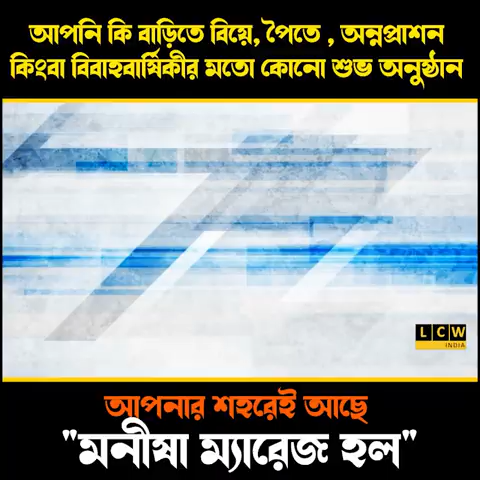 আপনি কি বাড়িতে বিয়ে, পৈতে , অন্নপ্রাশন
কিংবা বিবাহবার্ষিকীর মতো কোনো শুভ অনুষ্ঠান
LCW
INDIA
আপনার শহরেই আছে
"মনীষা ম্যারেজ হল"